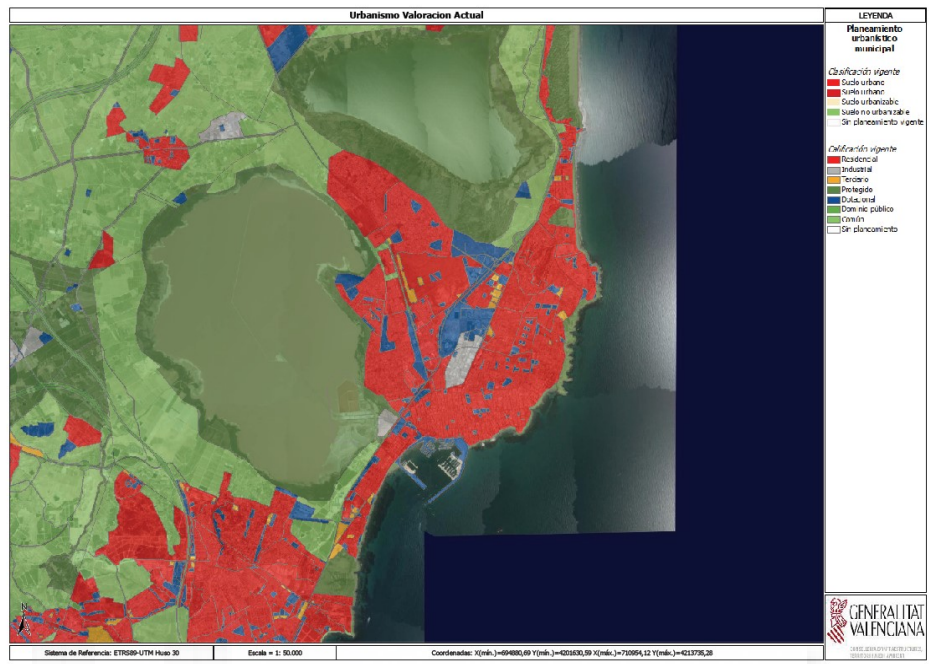 Urbanismo Valoracion Actual
LEYENDA
Planeamiento
urbanístico
municipal
Clasificación vigente
Suelo urbano
Suelo urbano
Suelo urbanizable
Suelo no urbanizable
Sin planeamiento vigente
Calificación vigente
Residencial
Industrial
Terciario
Protegido
Dotacional
Dominio público
Común
Sin planeamiento
N
GENERALITAT
VALENCIANA
Sistema de Referencia: ETRS89-UTM Huso 30
Escala = 1: 50.000
Coordenadas: X(mín.)=694880,69 Y(mín.)=4201630,59 X(máx.)=710954,12 Y(máx.)=4213735,28